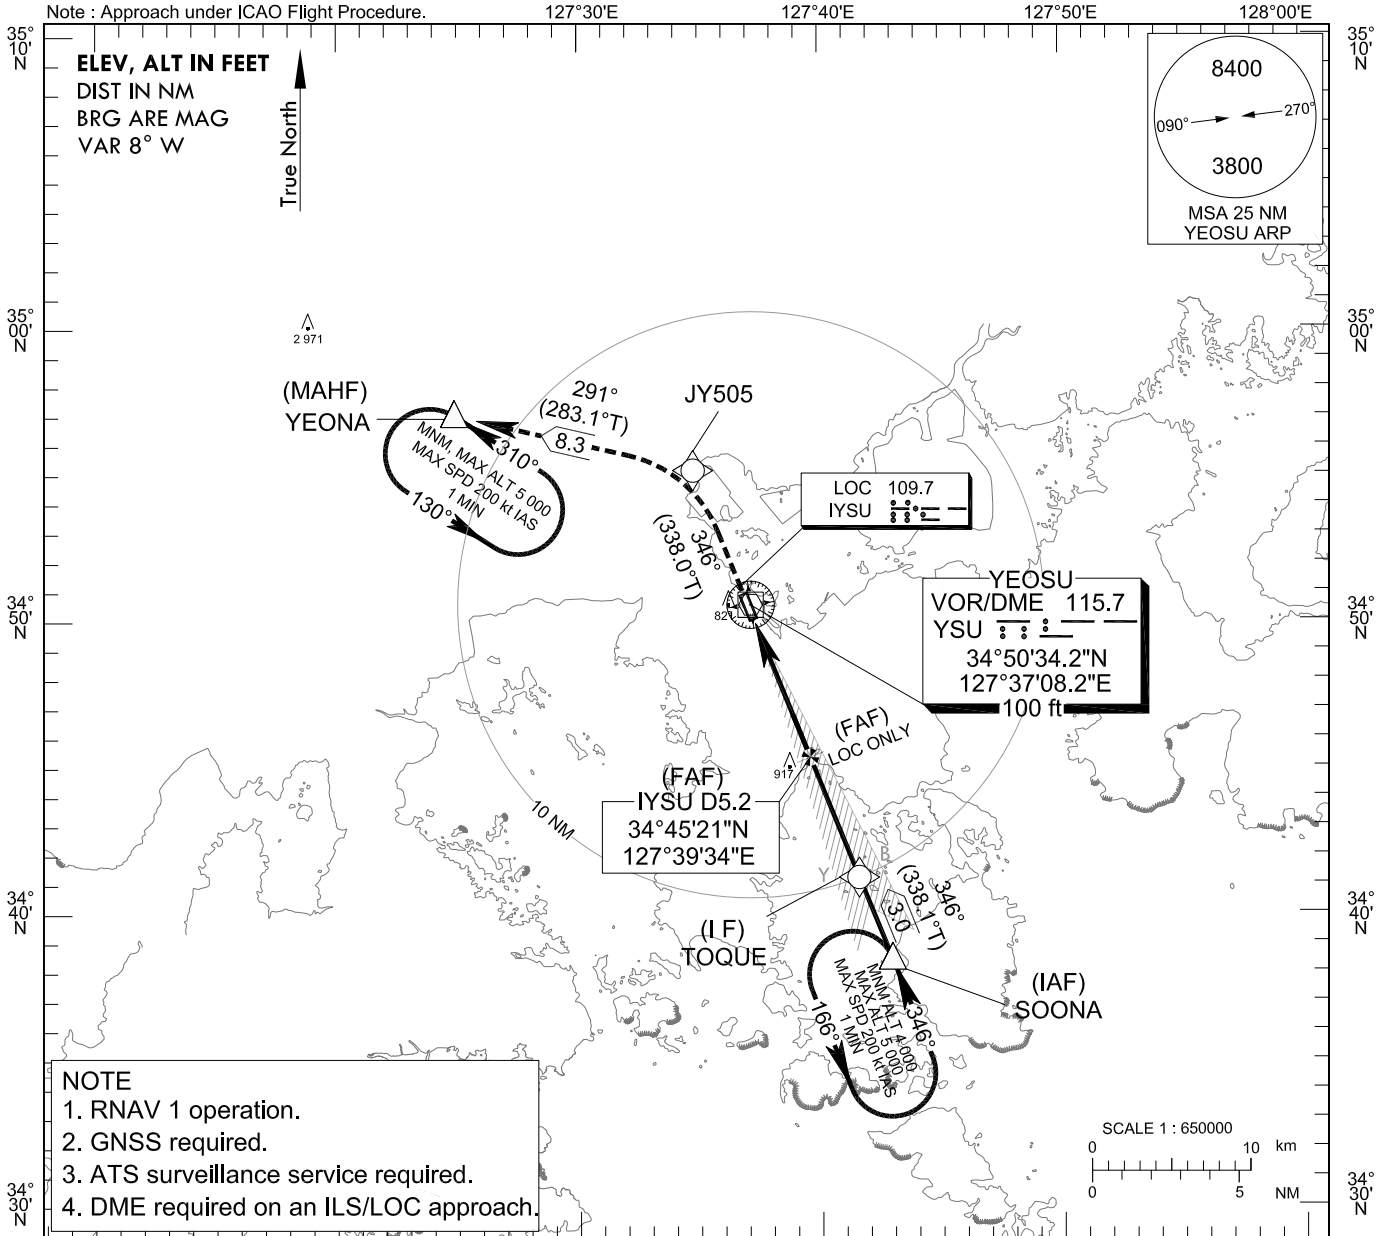 Note : Approach under ICAO Flight Procedure.
127°30'E
127°40'E
127°50'E
128°00'E
35°
10'
N
35°
10'
N
ELEV, ALT IN FEET
DIST IN NM
BRG ARE MAG
VAR 8° W
True North
8400
090°
270°
3800
MSA 25 NM
YEOSU ARP
35°
00'
N
35°
00'
N
2 971
(MAHF)
YEONA
291°
(283.1°T)
8.3
JY505
310°
MNM, MAX ALT 5 000
MAX SPD 200 kt IAS
1 MIN
130°
LOC 109.7
IYSU
346°
(338.0°T)
34°
50'
N
34°
50'
N
821
YEOSU
VOR/DME 115.7
YSU
34°50'34.2"N
127°37'08.2"E
100 ft
(FAF)
LOC ONLY
917
(FAF)
IYSU D5.2
34°45'21"N
127°39'34"E
10 NM
Y
B
346°
(338.1°T)
3.0
34°
40'
N
34°
40'
N
(I F)
TOQUE
(IAF)
SOONA
MNM ALT 4 000
MAX ALT 5 000
MAX SPD 200 kt IAS
1 MIN
166°
346°
NOTE
1. RNAV 1 operation.
2. GNSS required.
3. ATS surveillance service required.
4. DME required on an ILS/LOC approach.
SCALE 1 : 650000
0 10 km
0 5 NM
34°
30'
N
34°
30'
N